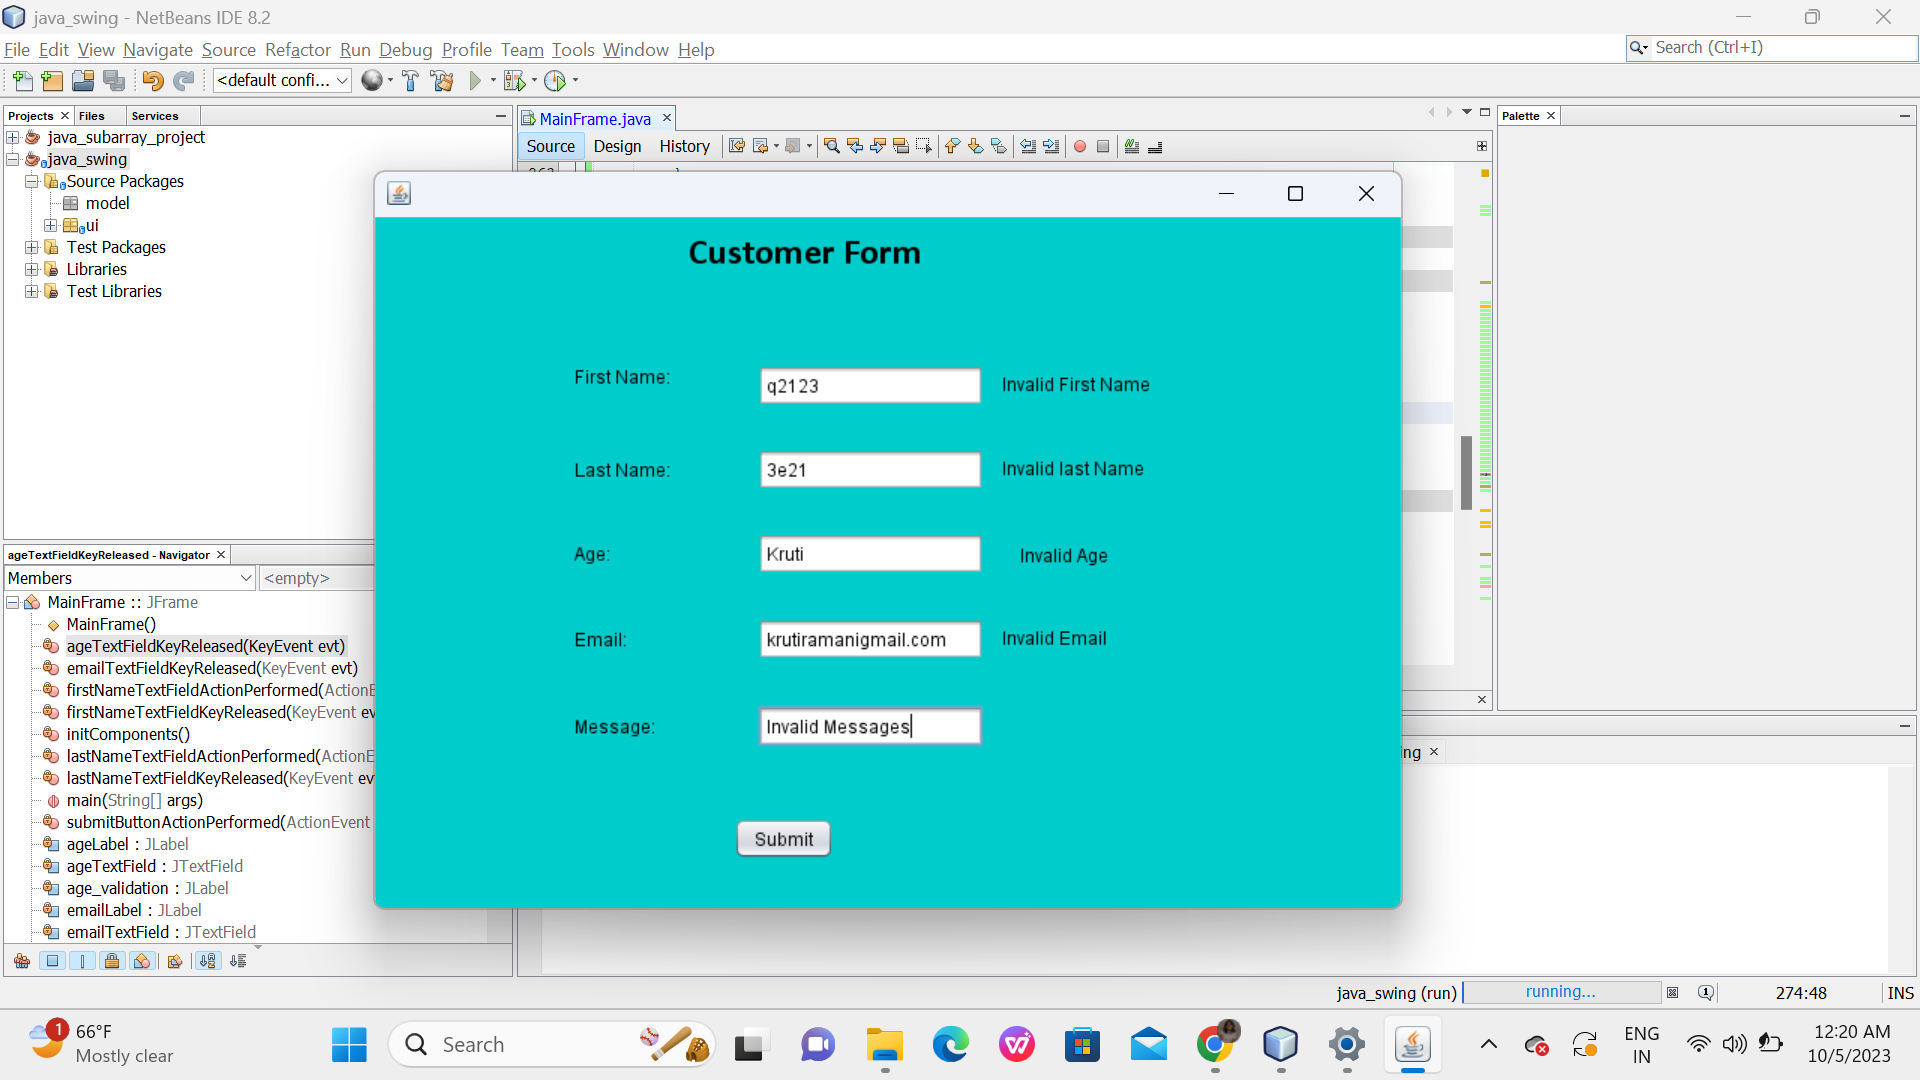 java_swing - NetBeans IDE 8.2
File Edit View Navigate Source Refactor Run Debug Profile Team Tools Window Help
Search (Ctrl+I)
<default confi...
Projects Files Services
MainFrame.java
Palette
Source Design History
java_subarray_project
java_swing
Source Packages
model
ui
Test Packages
Libraries
Test Libraries
Customer Form
First Name: q2123 Invalid First Name
Last Name: 3e21 Invalid last Name
Age: Kruti Invalid Age
Email: krutiramanigmail.com Invalid Email
Message: Invalid Messages
Submit
ageTextFieldKeyReleased - Navigator
Members <empty>
MainFrame :: JFrame
MainFrame()
ageTextFieldKeyReleased(KeyEvent evt)
emailTextFieldKeyReleased(KeyEvent evt)
firstNameTextFieldActionPerformed(ActionE
firstNameTextFieldKeyReleased(KeyEvent ev
initComponents()
lastNameTextFieldActionPerformed(ActionE
lastNameTextFieldKeyReleased(KeyEvent ev
main(String[] args)
submitButtonActionPerformed(ActionEvent
ageLabel : JLabel
ageTextField : JTextField
age_validation : JLabel
emailLabel : JLabel
emailTextField : JTextField
ing
java_swing (run) running... 274:48 INS
1
66°F
Mostly clear
Search
ENG
IN
12:20 AM
10/5/2023